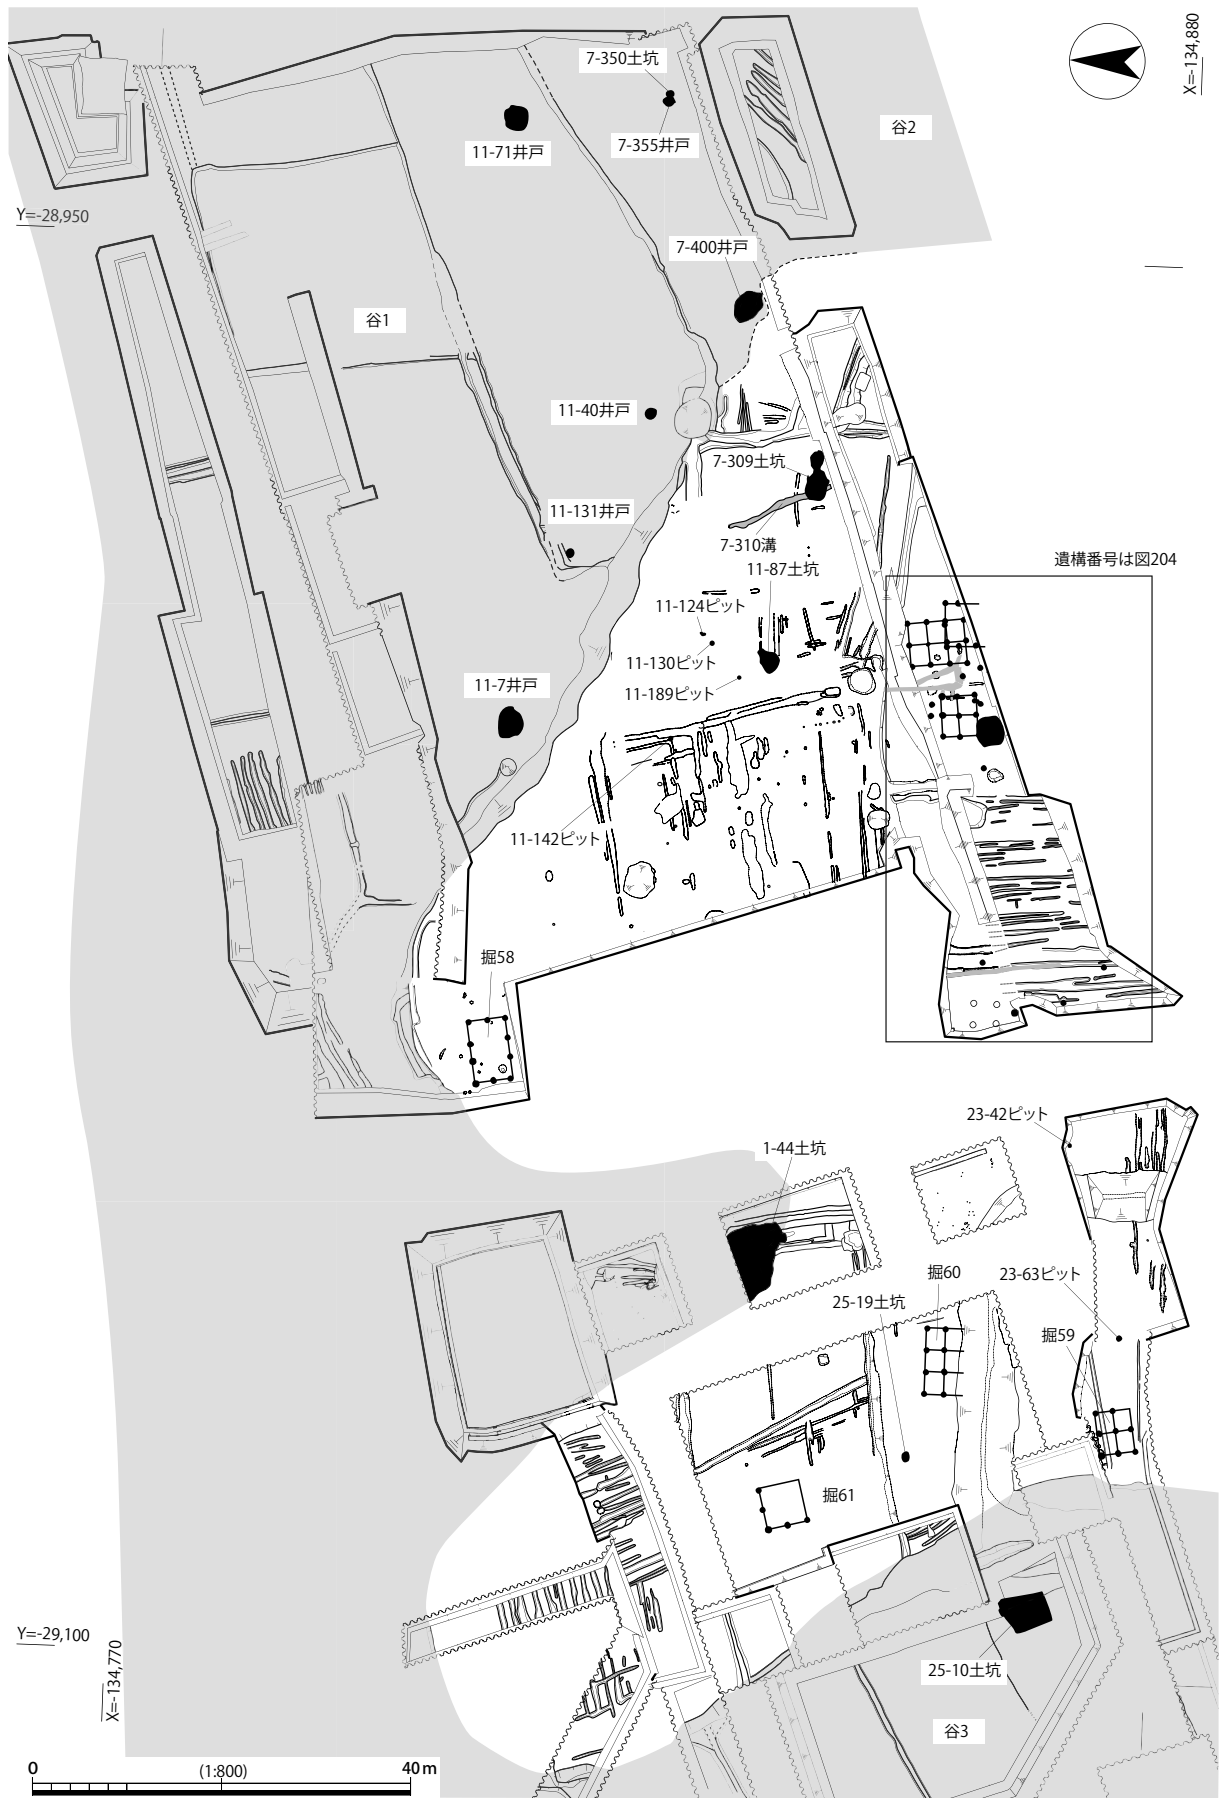 X=-134,880
7-350土坑
谷2
11-71井戸
7-355井戸
Y=-28,950
7-400井戸
谷1
11-40井戸
7-309土坑
11-131井戸
7-310溝
遺構番号は図204
11-87土坑
11-124ピット
11-130ピット
11-7井戸
11-189ピット
11-142ピット
掘58
23-42ピット
1-44土坑
掘60
23-63ピット
25-19土坑
掘59
掘61
Y=-29,100
X=-134,770
25-10土坑
谷3
0 (1:800) 40m